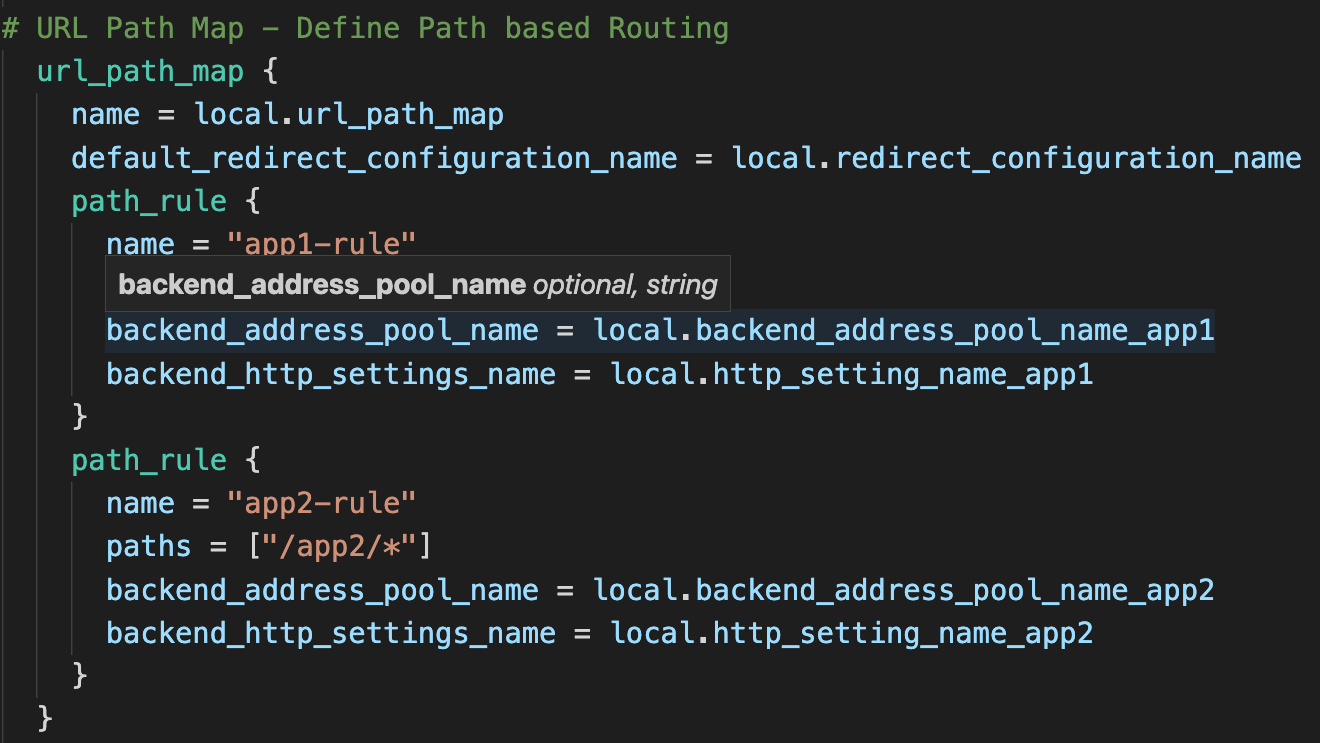 # URL Path Map - Define Path based Routing
url_path_map {
name = local.url_path_map
default_redirect_configuration_name = local.redirect_configuration_name
path_rule {
name = "app1-rule"
backend_address_pool_name optional, string
backend_address_pool_name = local.backend_address_pool_name_app1
backend_http_settings_name = local.http_setting_name_app1
}
path_rule {
name = "app2-rule"
paths = ["/app2/*"]
backend_address_pool_name = local.backend_address_pool_name_app2
backend_http_settings_name = local.http_setting_name_app2
}
}